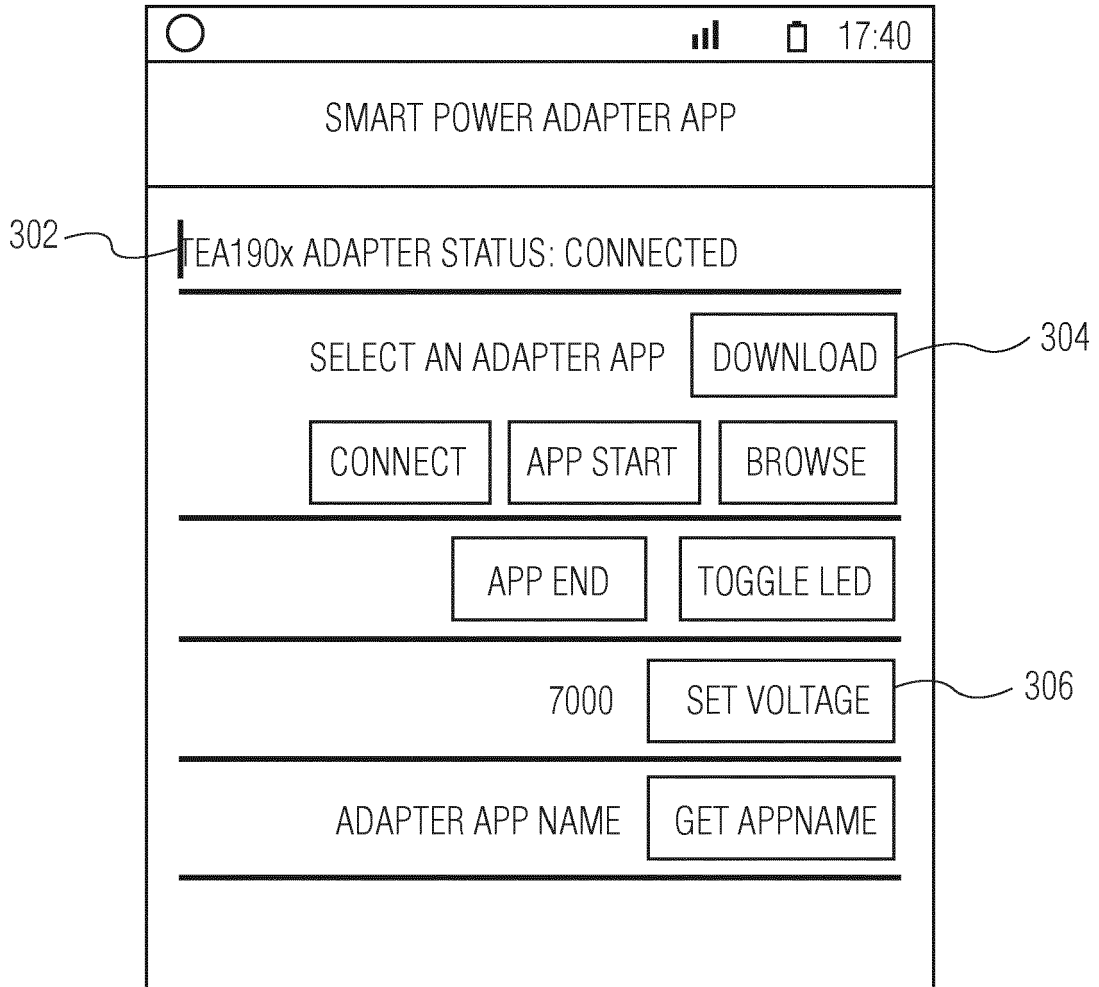 17:40
SMART POWER ADAPTER APP
302
TEA190x ADAPTER STATUS: CONNECTED
SELECT AN ADAPTER APP DOWNLOAD
304
CONNECT APP START BROWSE
APP END TOGGLE LED
7000 SET VOLTAGE
306
ADAPTER APP NAME GET APPNAME